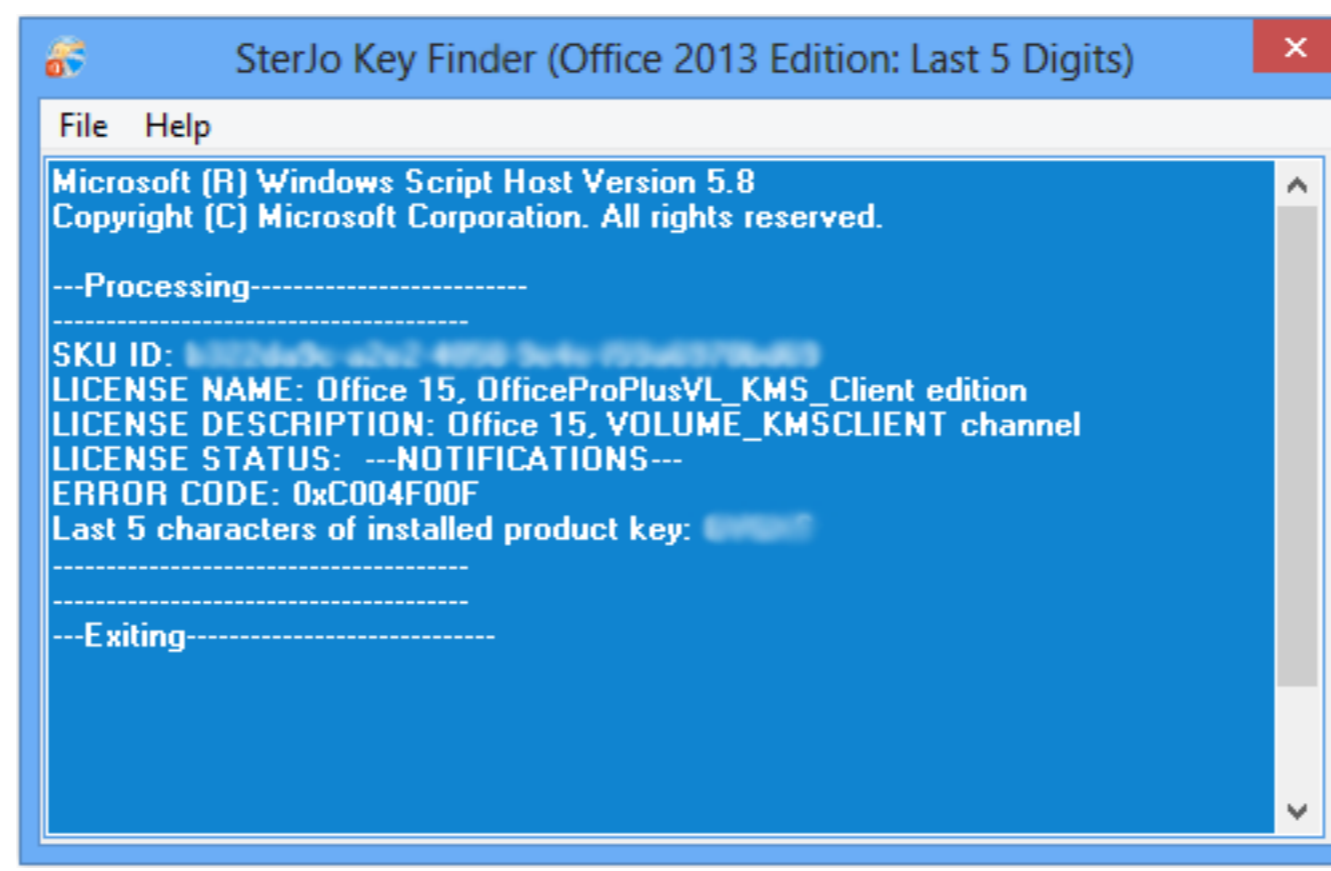 SterJo Key Finder (Office 2013 Edition: Last 5 Digits)
File Help
Microsoft (R) Windows Script Host Version 5.8
Copyright (C) Microsoft Corporation. All rights reserved.
---Processing--------------------------
---------------------------------------
SKU ID:
LICENSE NAME: Office 15, OfficeProPlusVL_KMS_Client edition
LICENSE DESCRIPTION: Office 15, VOLUME_KMSCLIENT channel
LICENSE STATUS:  ---NOTIFICATIONS---
ERROR CODE: 0xC004F00F
Last 5 characters of installed product key:
---------------------------------------
---------------------------------------
---Exiting-----------------------------